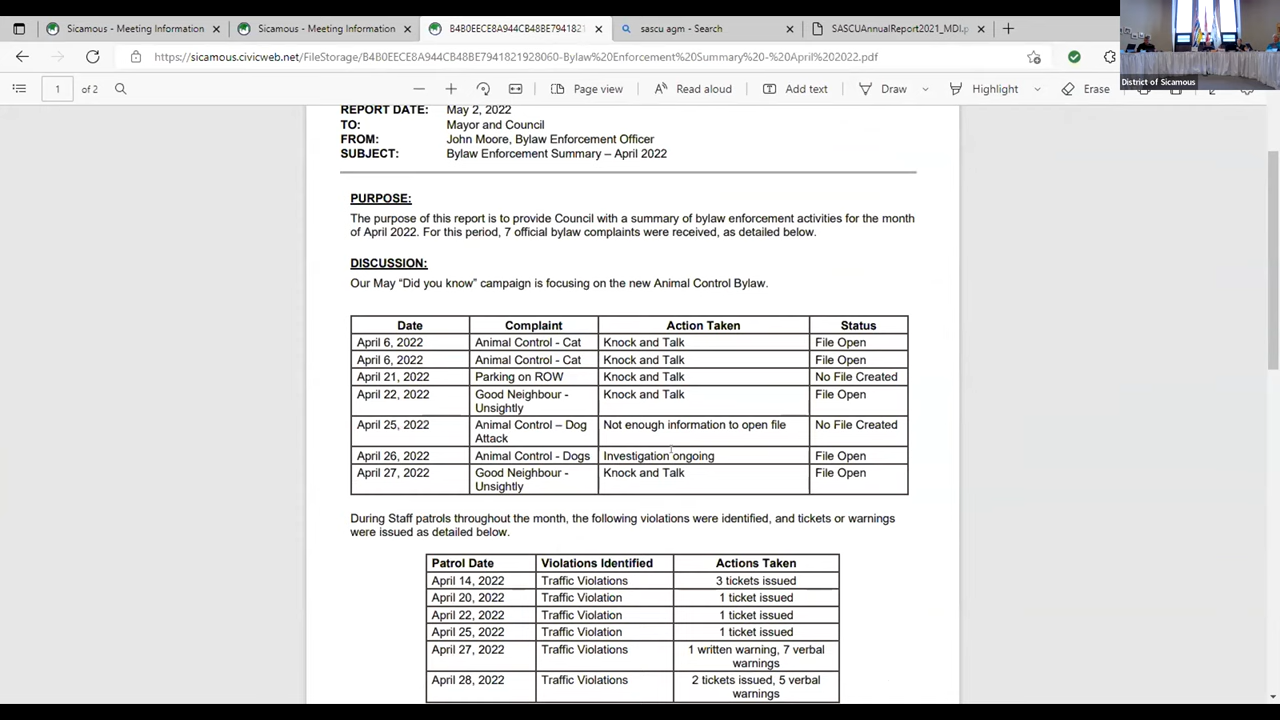 Sicamous - Meeting Information
Sicamous - Meeting Information
B4B0EECE8A944CB48BE7941821
sascu agm - Search
SASCUAnnualReport2021_MDI.p
https://sicamous.civicweb.net/FileStorage/B4B0EECE8A944CB48BE7941821928060-Bylaw%20Enforcement%20Summary%20-%20April%202022.pdf
District of Sicamous
1 of 2
Page view
Read aloud
Add text
Draw
Highlight
Erase
REPORT DATE: May 2, 2022
TO: Mayor and Council
FROM: John Moore, Bylaw Enforcement Officer
SUBJECT: Bylaw Enforcement Summary – April 2022
PURPOSE:
The purpose of this report is to provide Council with a summary of bylaw enforcement activities for the month
of April 2022. For this period, 7 official bylaw complaints were received, as detailed below.
DISCUSSION:
Our May “Did you know” campaign is focusing on the new Animal Control Bylaw.
Date Complaint Action Taken Status
April 6, 2022 Animal Control - Cat Knock and Talk File Open
April 6, 2022 Animal Control - Cat Knock and Talk File Open
April 21, 2022 Parking on ROW Knock and Talk No File Created
April 22, 2022 Good Neighbour - Knock and Talk File Open
Unsightly
April 25, 2022 Animal Control – Dog Not enough information to open file No File Created
Attack
April 26, 2022 Animal Control - Dogs Investigation ongoing File Open
April 27, 2022 Good Neighbour - Knock and Talk File Open
Unsightly
During Staff patrols throughout the month, the following violations were identified, and tickets or warnings
were issued as detailed below.
Patrol Date Violations Identified Actions Taken
April 14, 2022 Traffic Violations 3 tickets issued
April 20, 2022 Traffic Violation 1 ticket issued
April 22, 2022 Traffic Violation 1 ticket issued
April 25, 2022 Traffic Violation 1 ticket issued
April 27, 2022 Traffic Violations 1 written warning, 7 verbal
warnings
April 28, 2022 Traffic Violations 2 tickets issued, 5 verbal
warnings